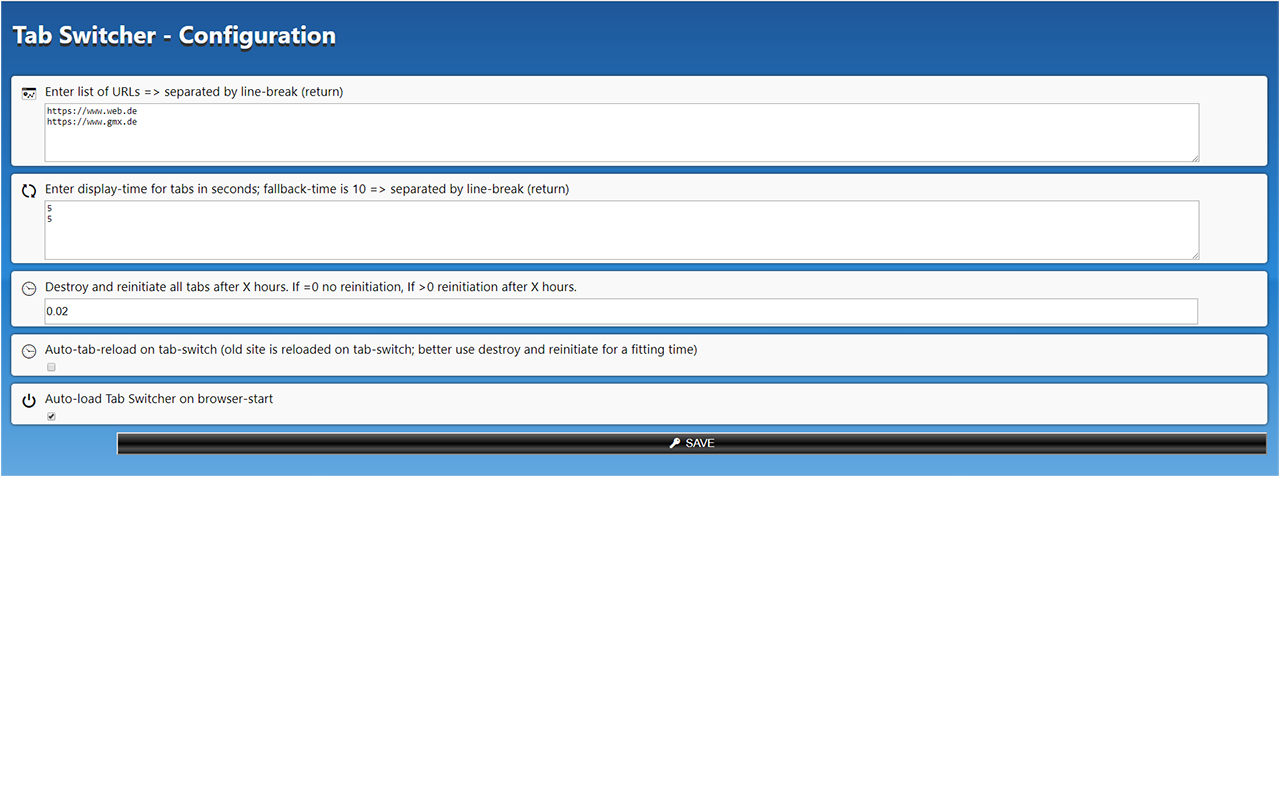 Tab Switcher - Configuration
Enter list of URLs => separated by line-break (return)
https://www.web.de
https://www.gmx.de
Enter display-time for tabs in seconds; fallback-time is 10 => separated by line-break (return)
5
5
Destroy and reinitiate all tabs after X hours. If =0 no reinitiation, If >0 reinitation after X hours.
0.02
Auto-tab-reload on tab-switch (old site is reloaded on tab-switch; better use destroy and reinitiate for a fitting time)
Auto-load Tab Switcher on browser-start
SAVE